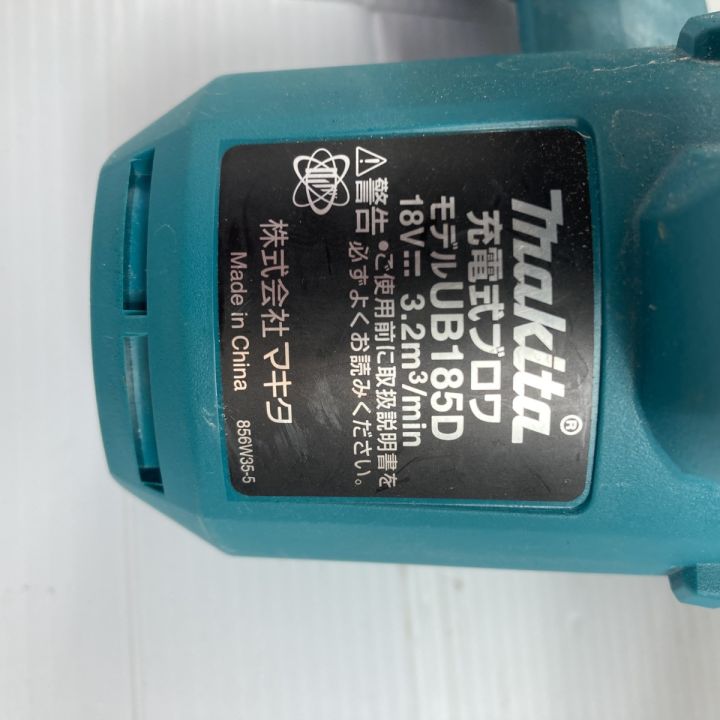 Makita®
充電式ブロワ
モデルUB185D
18V⎓ 3.2m³/min
⚠警告 •ご使用前に取扱説明書を
必ずよくお読みください。
株式会社 マキタ
Made in China 856W35-5